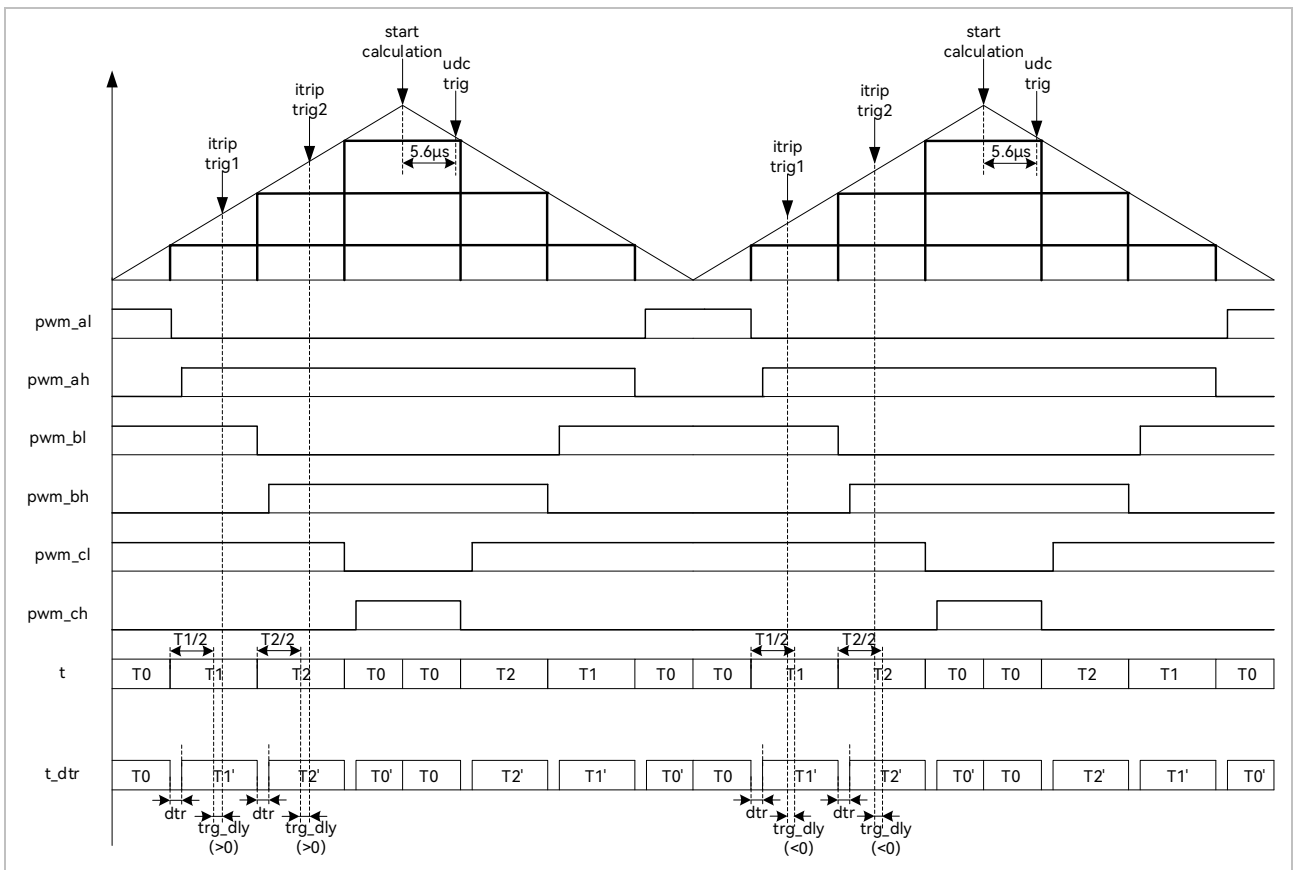 start
calculation
udc
trig
itrip
trig2
itrip
trig1
5.6µs
start
calculation
udc
trig
itrip
trig2
itrip
trig1
5.6µs
pwm_al
pwm_ah
pwm_bl
pwm_bh
pwm_cl
pwm_ch
T1/2 T2/2 T1/2 T2/2
t T0 T1 T2 T0 T0 T2 T1 T0 T0 T1 T2 T0 T0 T2 T1 T0
t_dtr T0 T1' T2' T0' T0 T2' T1' T0' T0 T1' T2' T0' T0 T2' T1' T0'
dtr dtr dtr dtr
trg_dly trg_dly trg_dly trg_dly
(>0) (>0) (<0) (<0)